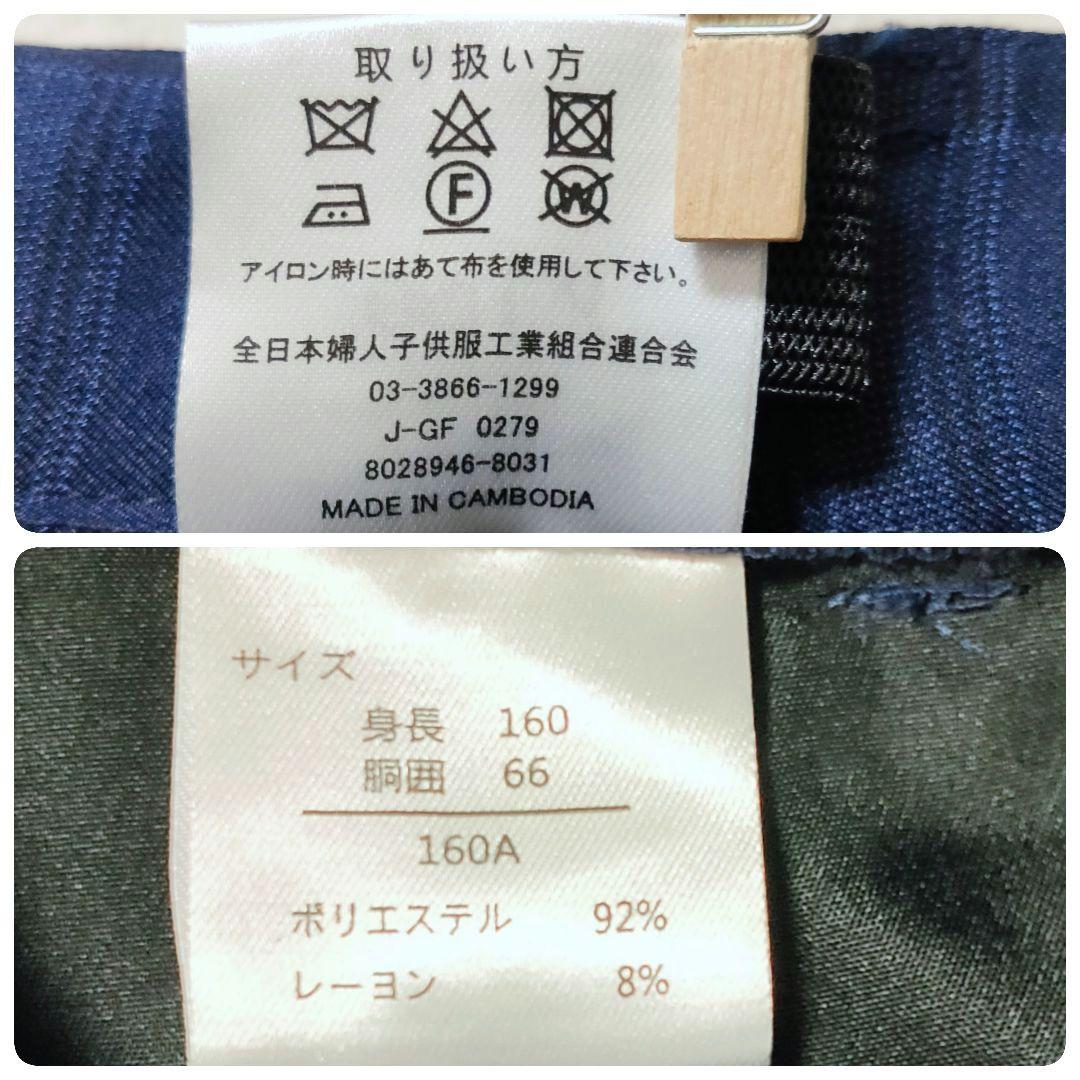 取り扱い方
F
W
アイロン時にはあて布を使用して下さい。
全日本婦人子供服工業組合連合会
03-3866-1299
J-GF 0279
8028946-8031
MADE IN CAMBODIA
サイズ
身長 160
胴囲 66
160A
ポリエステル 92%
レーヨン 8%